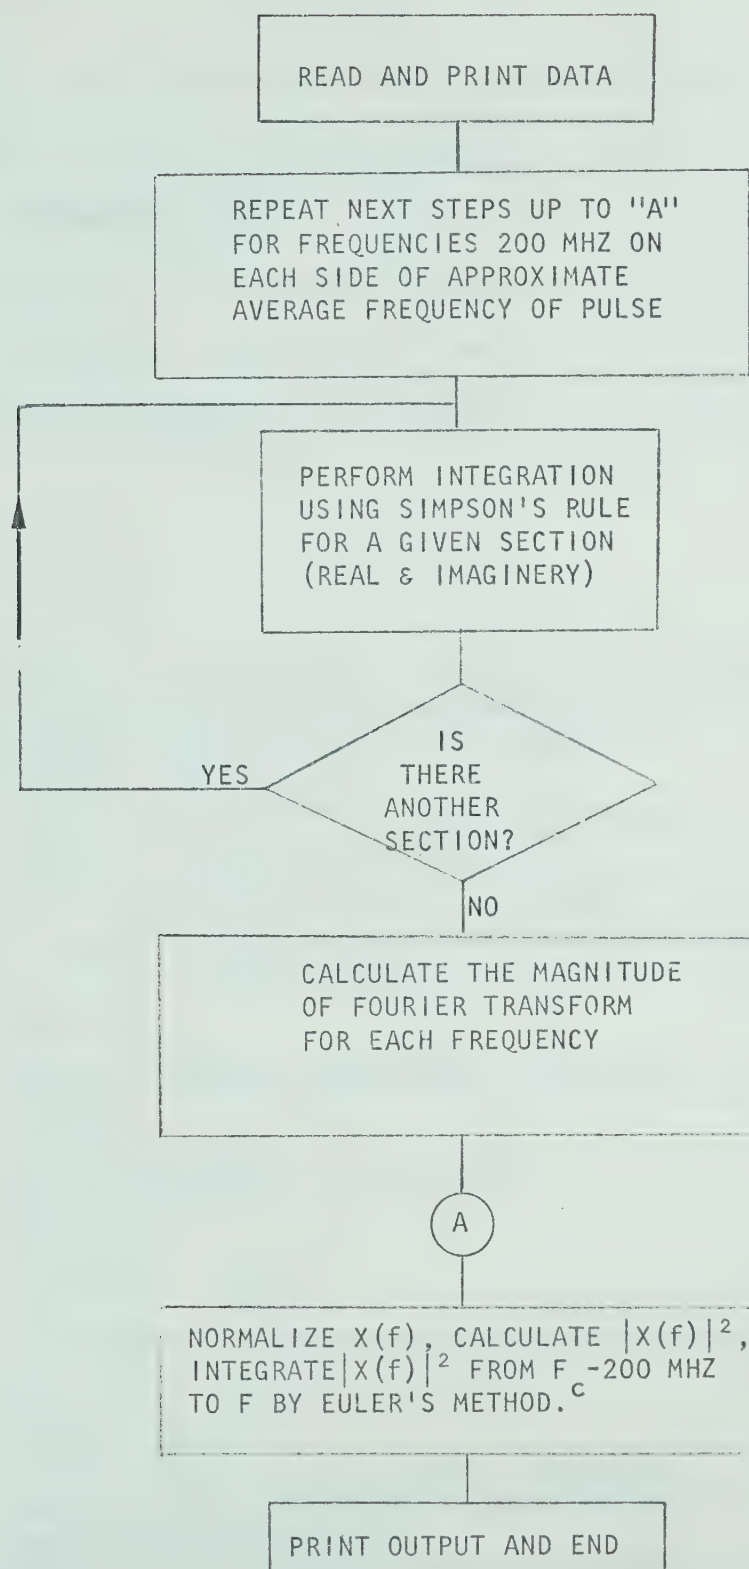 READ AND PRINT DATA
REPEAT NEXT STEPS UP TO "A"
FOR FREQUENCIES 200 MHZ ON
EACH SIDE OF APPROXIMATE
AVERAGE FREQUENCY OF PULSE
PERFORM INTEGRATION
USING SIMPSON'S RULE
FOR A GIVEN SECTION
(REAL & IMAGINERY)
IS
THERE
ANOTHER
SECTION?
YES
NO
CALCULATE THE MAGNITUDE
OF FOURIER TRANSFORM
FOR EACH FREQUENCY
A
NORMALIZE X(f), CALCULATE |X(f)|²,
INTEGRATE|X(f)|² FROM F -200 MHZ
TO F BY EULER'S METHOD.ᶜ
PRINT OUTPUT AND END